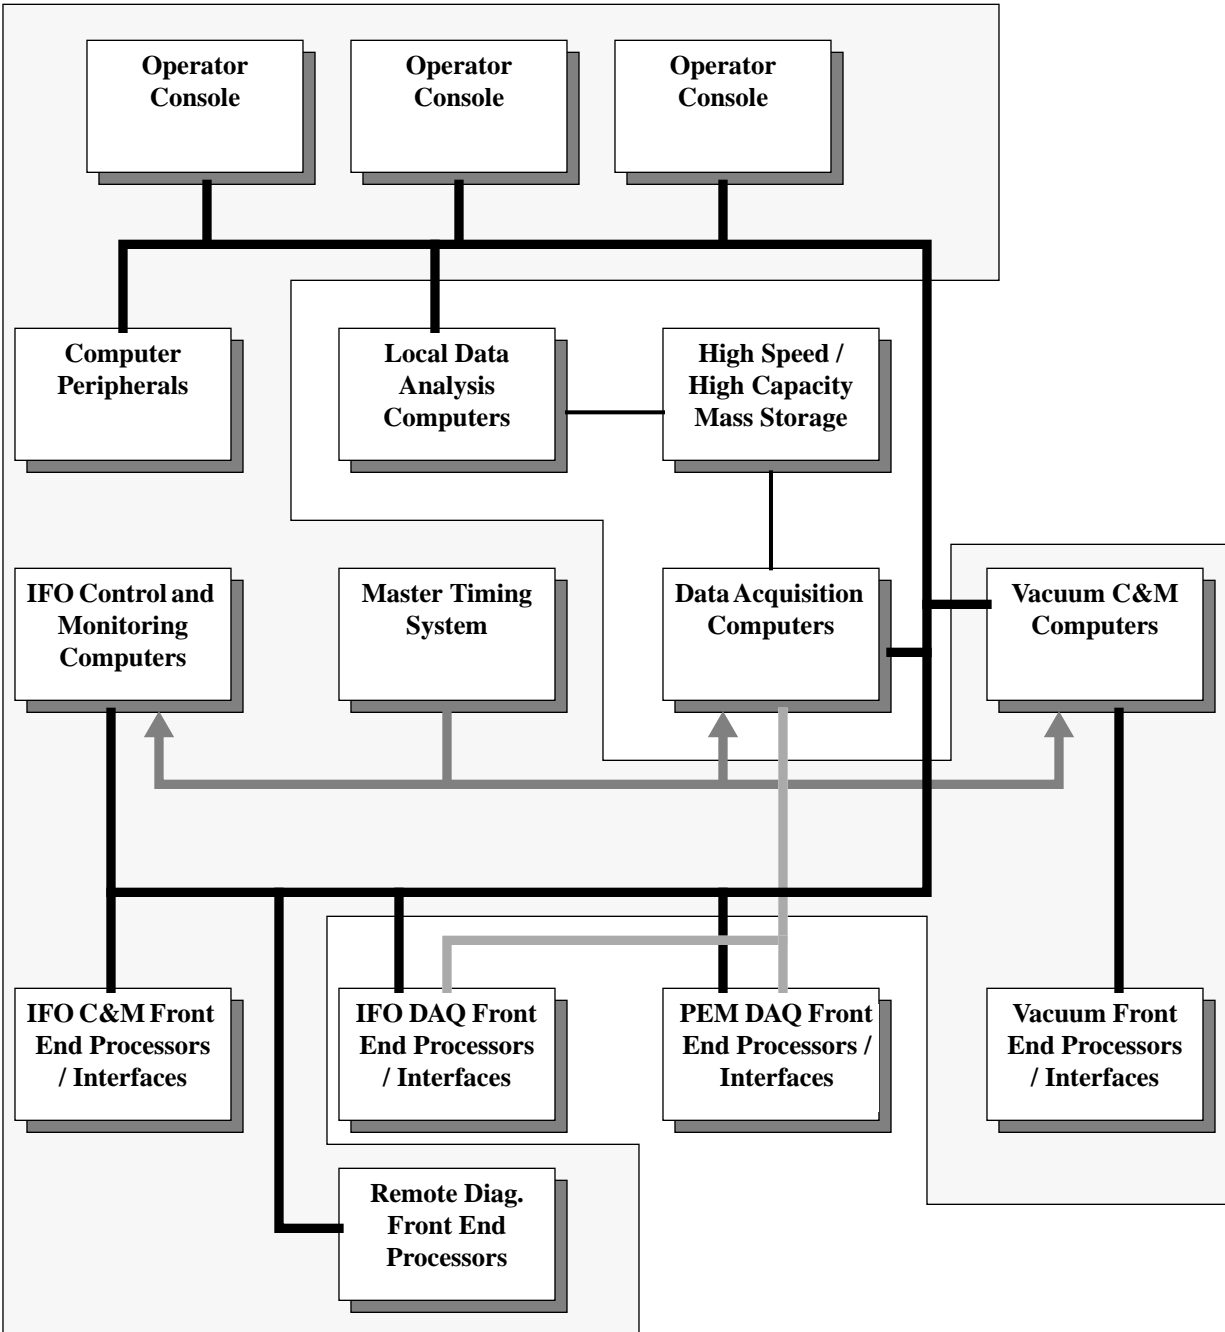 Operator
Console
Operator
Console
Operator
Console
Computer
Peripherals
Local Data
Analysis
Computers
High Speed /
High Capacity
Mass Storage
IFO Control and
Monitoring
Computers
Master Timing
System
Data Acquisition
Computers
Vacuum C&M
Computers
IFO C&M Front
End Processors
/ Interfaces
IFO DAQ Front
End Processors
/ Interfaces
PEM DAQ Front
End Processors /
Interfaces
Vacuum Front
End Processors
/ Interfaces
Remote Diag.
Front End
Processors